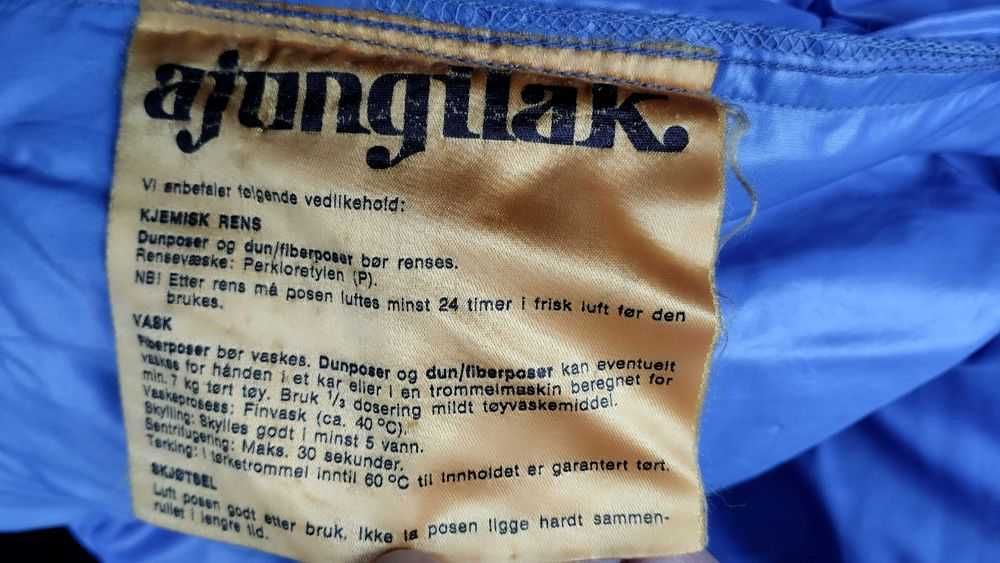 ajungilak.
Vi anbefaler følgende vedlikehold:
KJEMISK RENS
Dunposer og dun/fiberposer bør renses.
Rensevæske: Perkloretylen (P).
NB! Etter rens må posen luftes minst 24 timer i frisk luft før den
brukes.
VASK
Fiberposer bør vaskes. Dunposer og dun/fiberposer kan eventuelt
vaskes for hånden i et kar eller i en trommelmaskin beregnet for
min. 7 kg tørt tøy. Bruk 1/3 dosering mildt tøyvaskemiddel.
Vaskeprosess: Finvask (ca. 40 °C).
Skylling: Skylles godt i minst 5 vann.
Sentrifugering: Maks. 30 sekunder.
Tørking: I tørketrommel inntil 60 °C til innholdet er garantert tørt.
SKJØTSEL
Luft posen godt etter bruk. Ikke la posen ligge hardt sammen-
rullet i lengre tid.